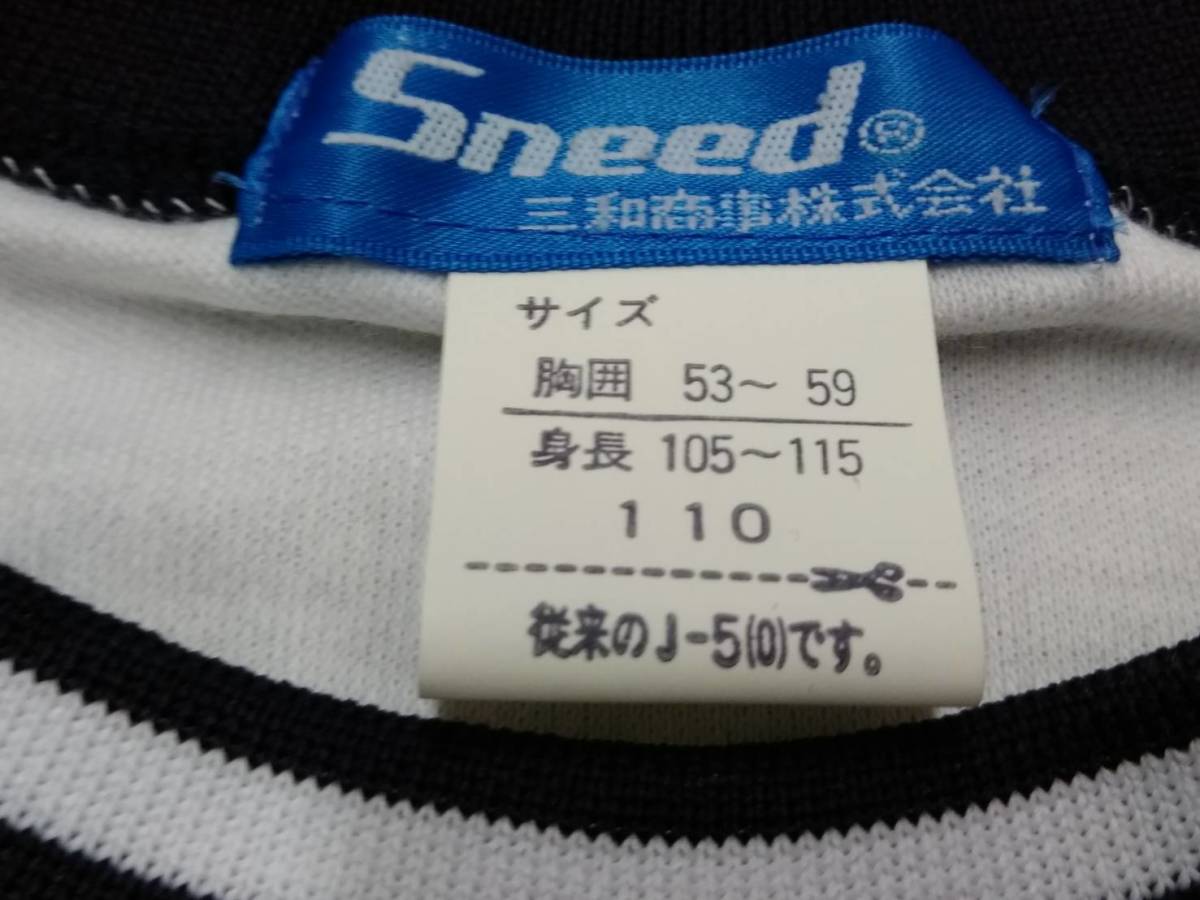 Sneed®
三和商事株式会社
サイズ
胸囲 53～59
身長 105～115
110
従来のJ-5(0)です。